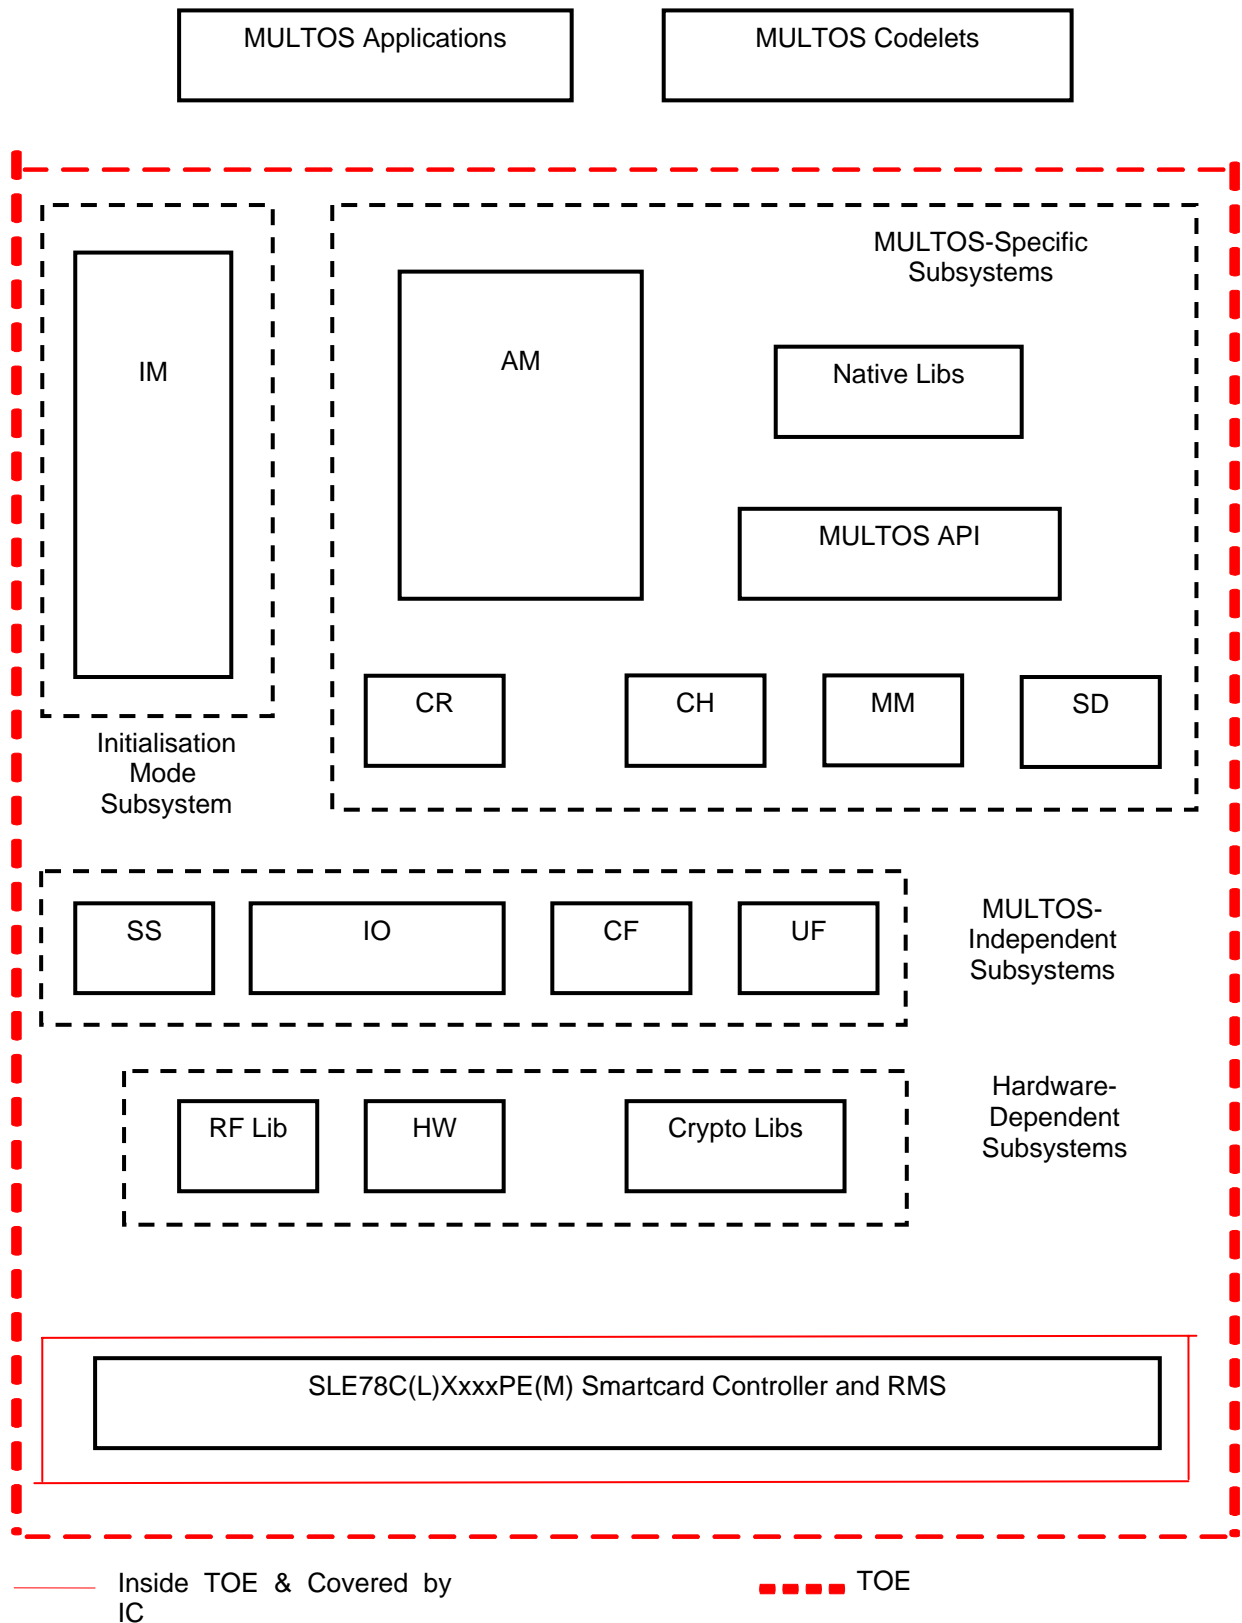 MULTOS Applications
MULTOS Codelets
MULTOS-Specific
Subsystems
IM
AM
Native Libs
MULTOS API
CR
CH
MM
SD
Initialisation
Mode
Subsystem
SS
IO
CF
UF
MULTOS-
Independent
Subsystems
RF Lib
HW
Crypto Libs
Hardware-
Dependent
Subsystems
SLE78C(L)XxxxPE(M) Smartcard Controller and RMS
Inside TOE & Covered by
IC
TOE